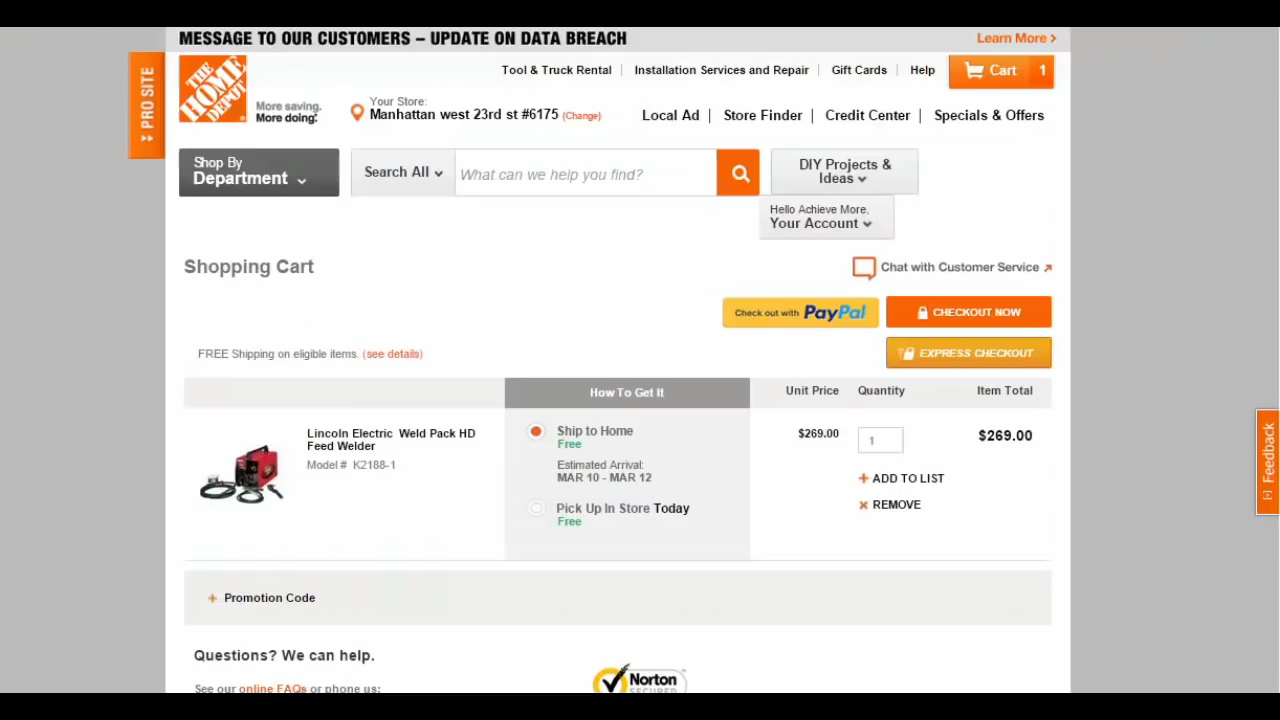 MESSAGE TO OUR CUSTOMERS – UPDATE ON DATA BREACH
Learn More >
PRO SITE
THE HOME DEPOT
More saving.
More doing.
Tool & Truck Rental | Installation Services and Repair | Gift Cards | Help
Cart 1
Your Store:
Manhattan west 23rd st #6175 (Change)
Local Ad | Store Finder | Credit Center | Specials & Offers
Shop By
Department
Search All
What can we help you find?
DIY Projects &
Ideas
Hello Achieve More,
Your Account
Shopping Cart
Chat with Customer Service
Check out with PayPal
CHECKOUT NOW
FREE Shipping on eligible items. (see details)
EXPRESS CHECKOUT
How To Get It
Unit Price
Quantity
Item Total
Lincoln Electric Weld Pack HD
Feed Welder
Model # K2188-1
Ship to Home
Free
Estimated Arrival:
MAR 10 - MAR 12
Pick Up In Store Today
Free
$269.00
1
$269.00
+ ADD TO LIST
× REMOVE
[+] Feedback
+ Promotion Code
Questions? We can help.
See our online FAQs or phone us:
Norton
SECURED